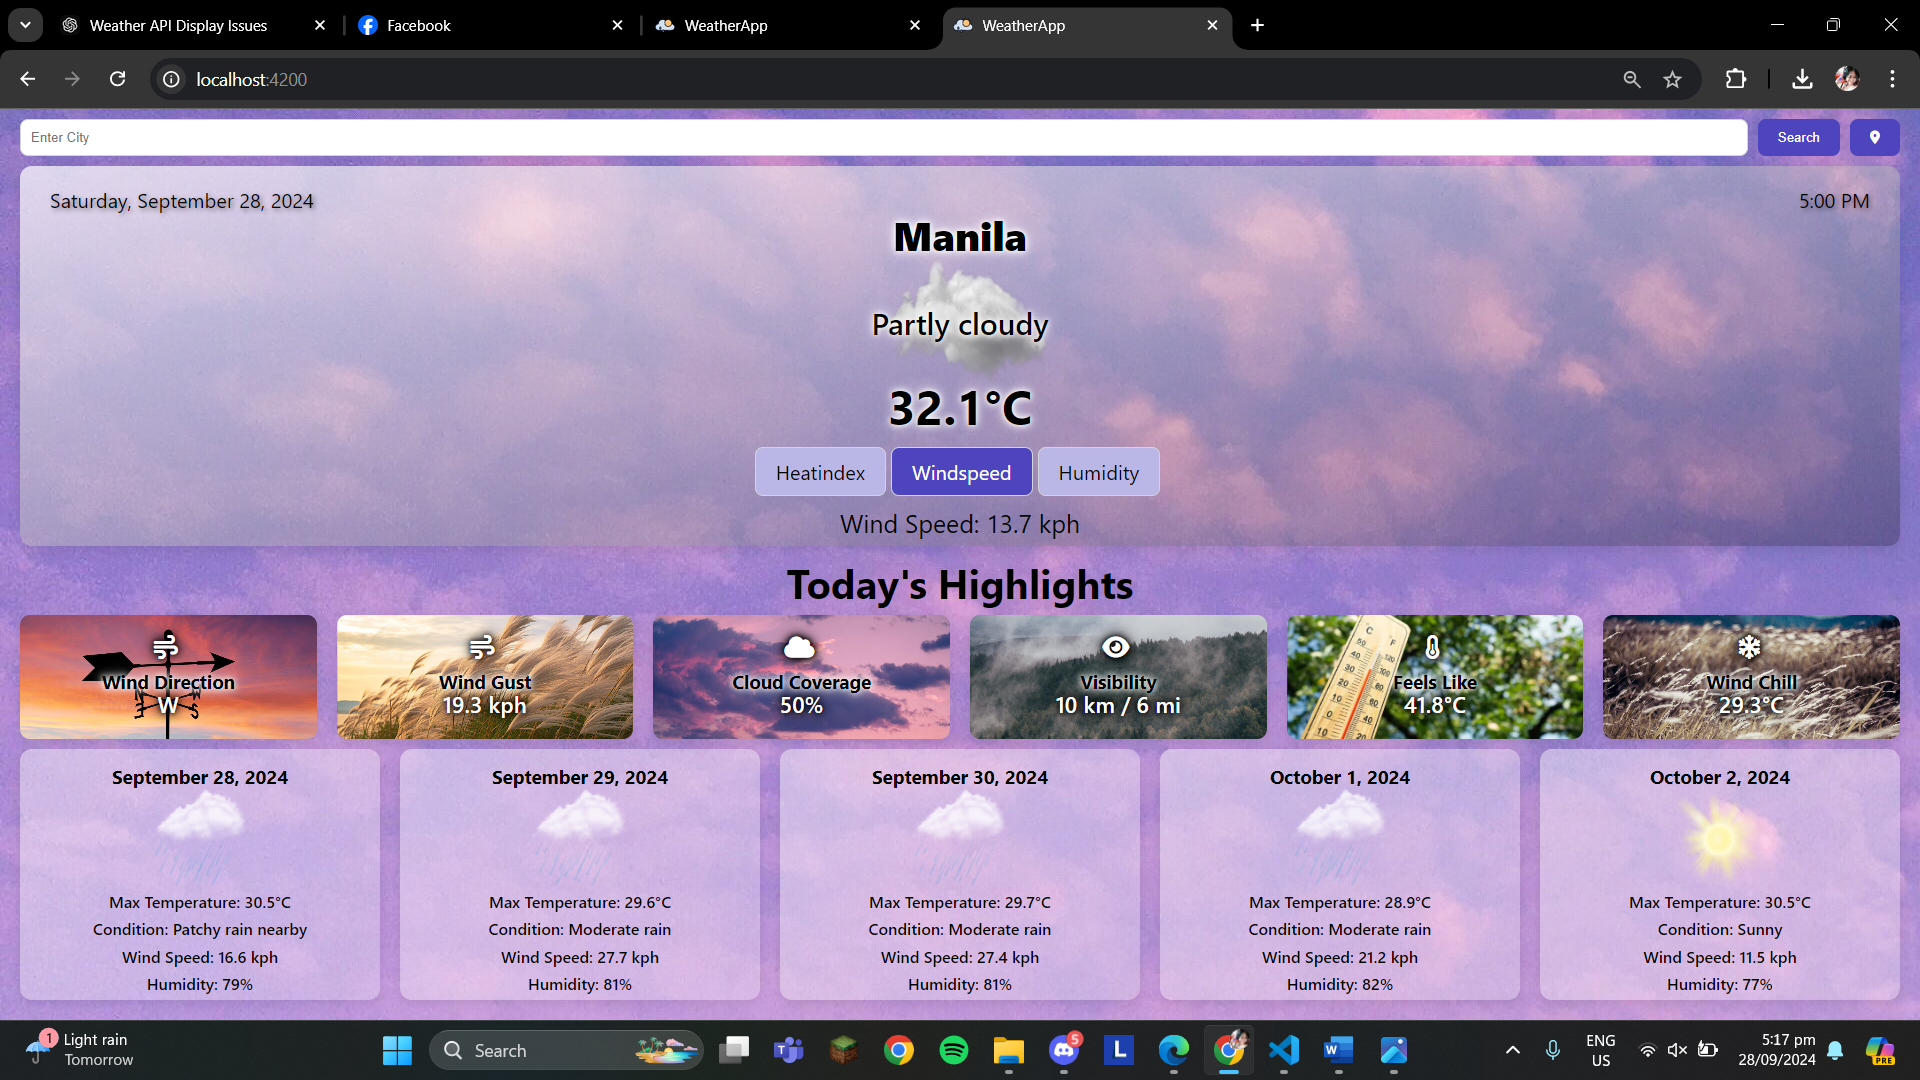 Weather API Display Issues
Facebook
WeatherApp
WeatherApp
localhost:4200
Enter City
Search
Saturday, September 28, 2024
5:00 PM
Manila
Partly cloudy
32.1°C
Heatindex
Windspeed
Humidity
Wind Speed: 13.7 kph
Today's Highlights
Wind Direction
W
Wind Gust
19.3 kph
Cloud Coverage
50%
Visibility
10 km / 6 mi
Feels Like
41.8°C
Wind Chill
29.3°C
September 28, 2024
Max Temperature: 30.5°C
Condition: Patchy rain nearby
Wind Speed: 16.6 kph
Humidity: 79%
September 29, 2024
Max Temperature: 29.6°C
Condition: Moderate rain
Wind Speed: 27.7 kph
Humidity: 81%
September 30, 2024
Max Temperature: 29.7°C
Condition: Moderate rain
Wind Speed: 27.4 kph
Humidity: 81%
October 1, 2024
Max Temperature: 28.9°C
Condition: Moderate rain
Wind Speed: 21.2 kph
Humidity: 82%
October 2, 2024
Max Temperature: 30.5°C
Condition: Sunny
Wind Speed: 11.5 kph
Humidity: 77%
1
Light rain
Tomorrow
Search
5
L
ENG
US
5:17 pm
28/09/2024
PRE